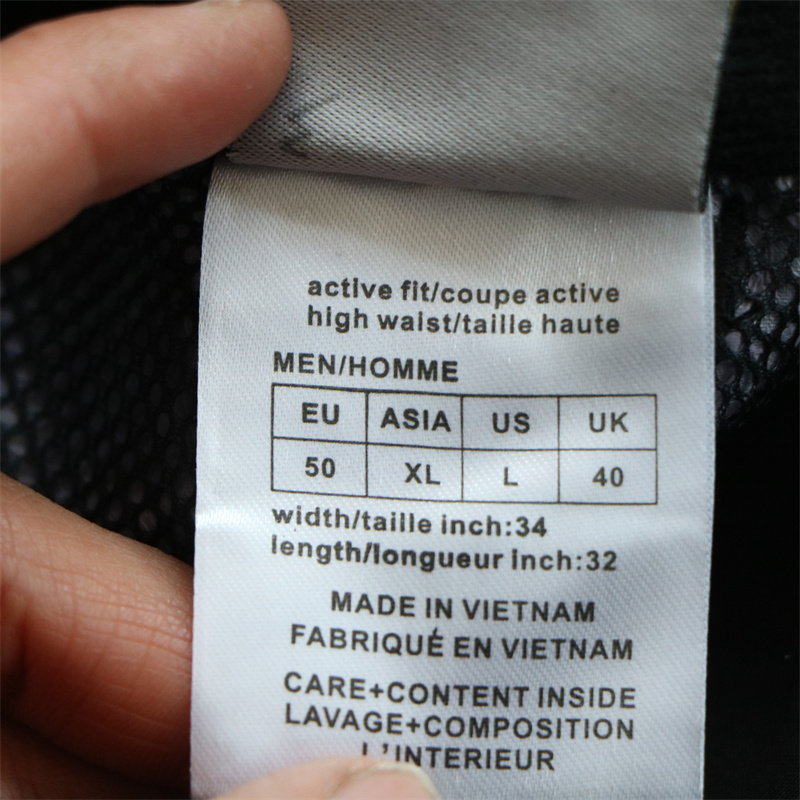 active fit/coupe active
high waist/taille haute
MEN/HOMME
EU ASIA US UK
50 XL L 40
width/taille inch:34
length/longueur inch:32
MADE IN VIETNAM
FABRIQUÉ EN VIETNAM
CARE+CONTENT INSIDE
LAVAGE+COMPOSITION
L'INTERIEUR